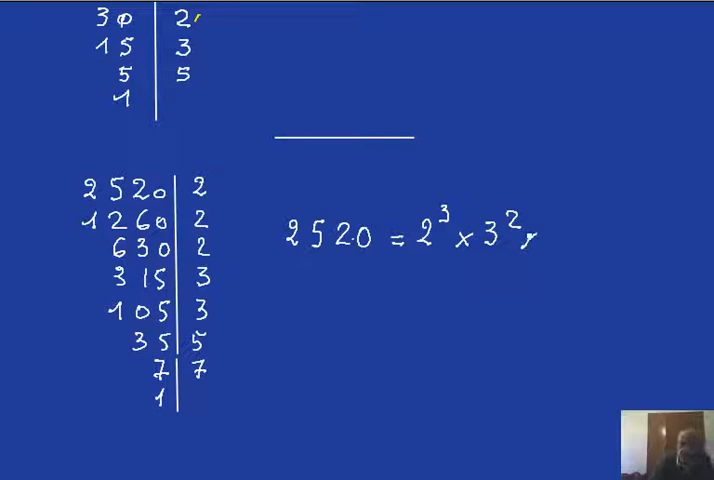 30 | 2
15 | 3
5 | 5
1 |
2520 | 2
1260 | 2
630 | 2
315 | 3
105 | 3
35 | 5
7 | 7
1 |
2520 = 2³ × 3² ×